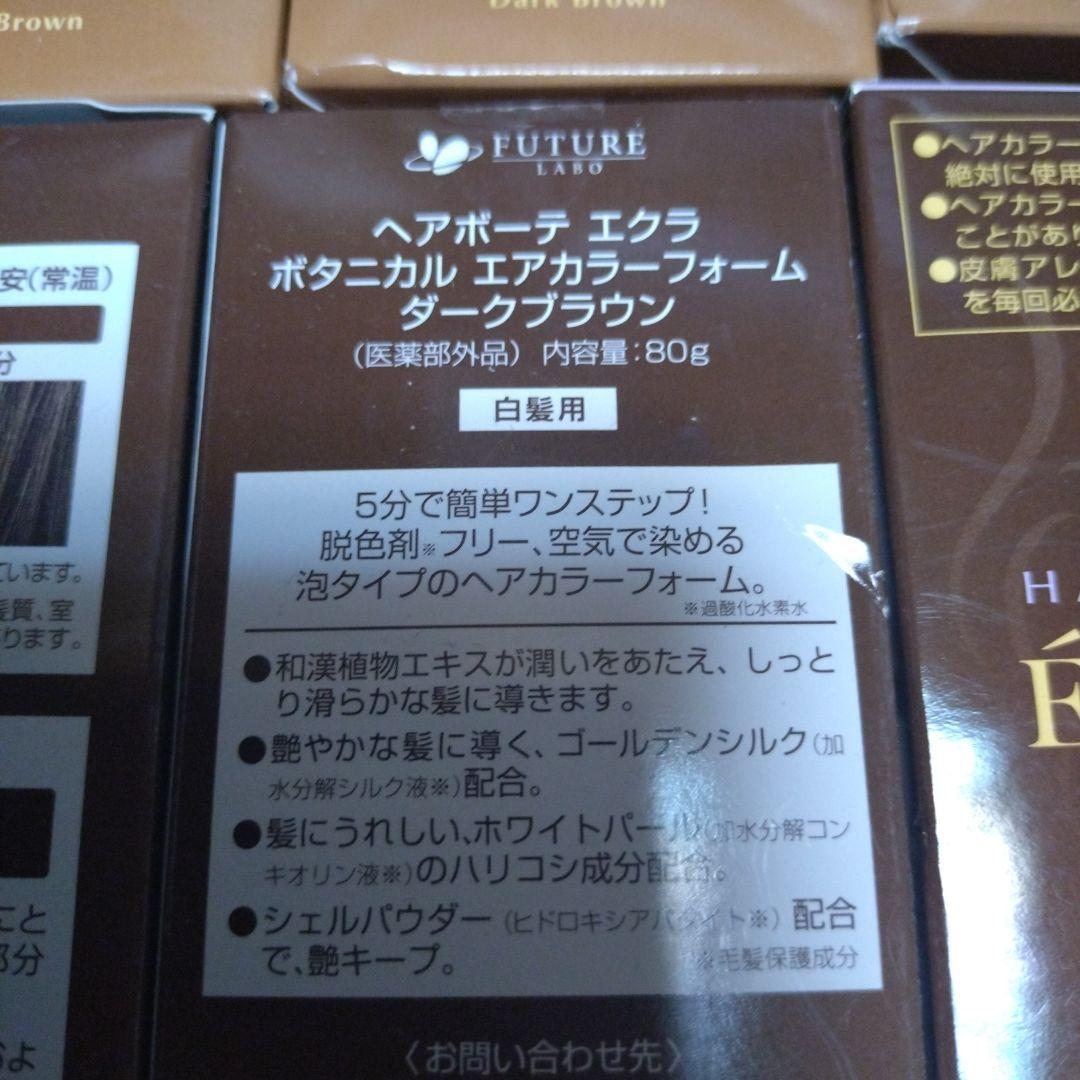 Brown
Dark Brown
安(常温)
分
ています。
髪質、室
ります。
こと
部分
およ
FUTURE
LABO
ヘアボーテ エクラ
ボタニカル エアカラーフォーム
ダークブラウン
(医薬部外品) 内容量:80g
白髪用
5分で簡単ワンステップ!
脱色剤※フリー、空気で染める
泡タイプのヘアカラーフォーム。
※過酸化水素水
●和漢植物エキスが潤いをあたえ、しっと
り滑らかな髪に導きます。
●艶やかな髪に導く、ゴールデンシルク(加
水分解シルク液※)配合。
●髪にうれしい、ホワイトパール(加水分解コン
キオリン液※)のハリコシ成分配合。
●シェルパウダー(ヒドロキシアパタイト※)配合
で、艶キープ。
※毛髪保護成分
〈お問い合わせ先〉
●ヘアカラー
絶対に使用
●ヘアカラー
ことがあり
●皮膚アレ
を毎回必
HA
É